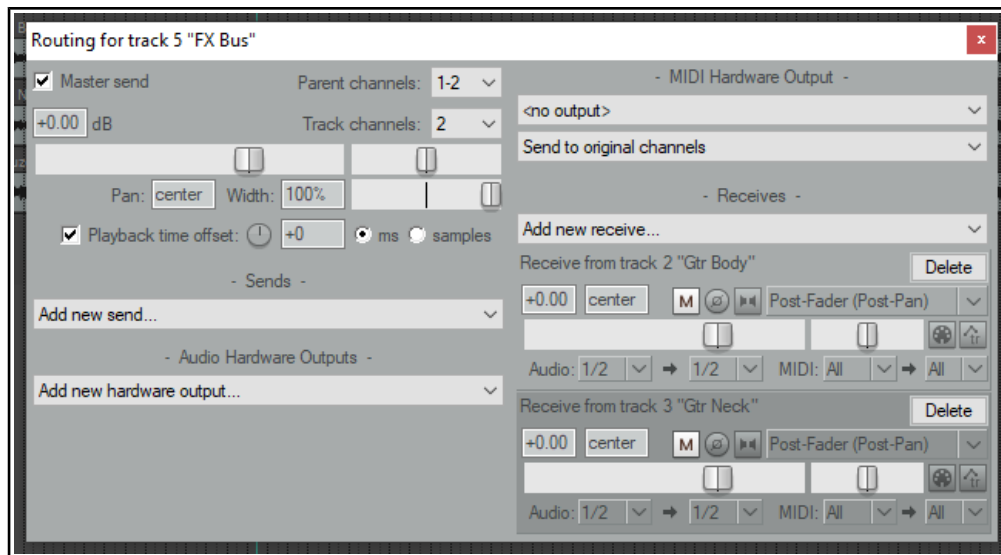 Routing for track 5 "FX Bus"
x
Master send
Parent channels: 1-2
+0.00 dB
Track channels: 2
Pan: center Width: 100%
Playback time offset: +0 ms samples
- Sends -
Add new send...
- Audio Hardware Outputs -
Add new hardware output...
- MIDI Hardware Output -
<no output>
Send to original channels
- Receives -
Add new receive...
Receive from track 2 "Gtr Body"
Delete
+0.00 center M Post-Fader (Post-Pan)
tr
Audio: 1/2 1/2 MIDI: All All
Receive from track 3 "Gtr Neck"
Delete
+0.00 center M Post-Fader (Post-Pan)
tr
Audio: 1/2 1/2 MIDI: All All